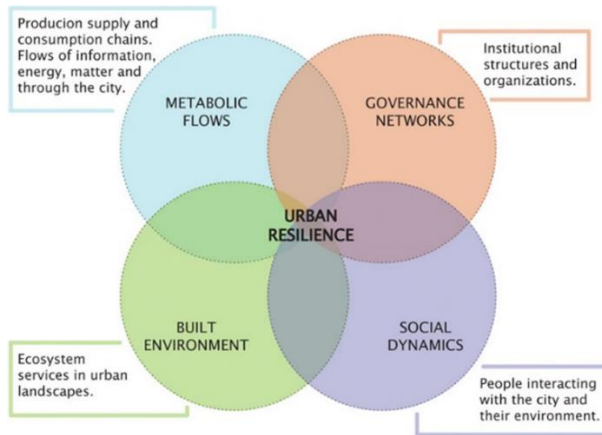 Producion supply and
consumption chains.
Flows of information,
energy, matter and
through the city.
Institutional
structures and
organizations.
METABOLIC
FLOWS
GOVERNANCE
NETWORKS
URBAN
RESILIENCE
BUILT
ENVIRONMENT
SOCIAL
DYNAMICS
Ecosystem
services in urban
landscapes.
People interacting
with the city and
their environment.